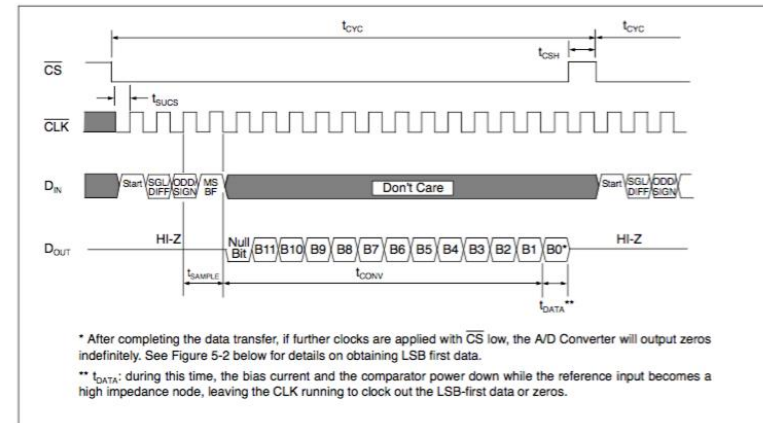 tCYC tCYC
tCSH
CS
tSUCS
CLK
DIN Start SGL/ DIFF ODD/ SIGN MS BF Don't Care Start SGL/ DIFF ODD/ SIGN
HI-Z HI-Z
DOUT Null Bit B11 B10 B9 B8 B7 B6 B5 B4 B3 B2 B1 B0*
tSAMPLE tCONV
tDATA**
* After completing the data transfer, if further clocks are applied with CS low, the A/D Converter will output zeros
indefinitely. See Figure 5-2 below for details on obtaining LSB first data.
** tDATA: during this time, the bias current and the comparator power down while the reference input becomes a
high impedance node, leaving the CLK running to clock out the LSB-first data or zeros.